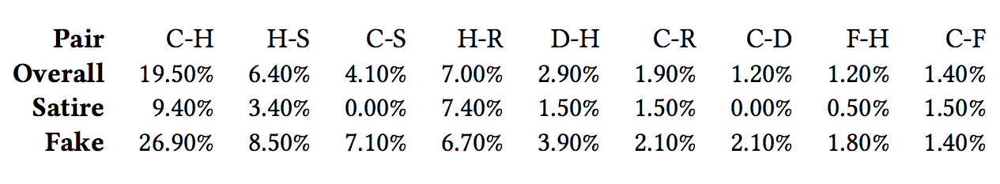 Pair C-H H-S C-S H-R D-H C-R C-D F-H C-F
Overall 19.50% 6.40% 4.10% 7.00% 2.90% 1.90% 1.20% 1.20% 1.40%
Satire 9.40% 3.40% 0.00% 7.40% 1.50% 1.50% 0.00% 0.50% 1.50%
Fake 26.90% 8.50% 7.10% 6.70% 3.90% 2.10% 2.10% 1.80% 1.40%